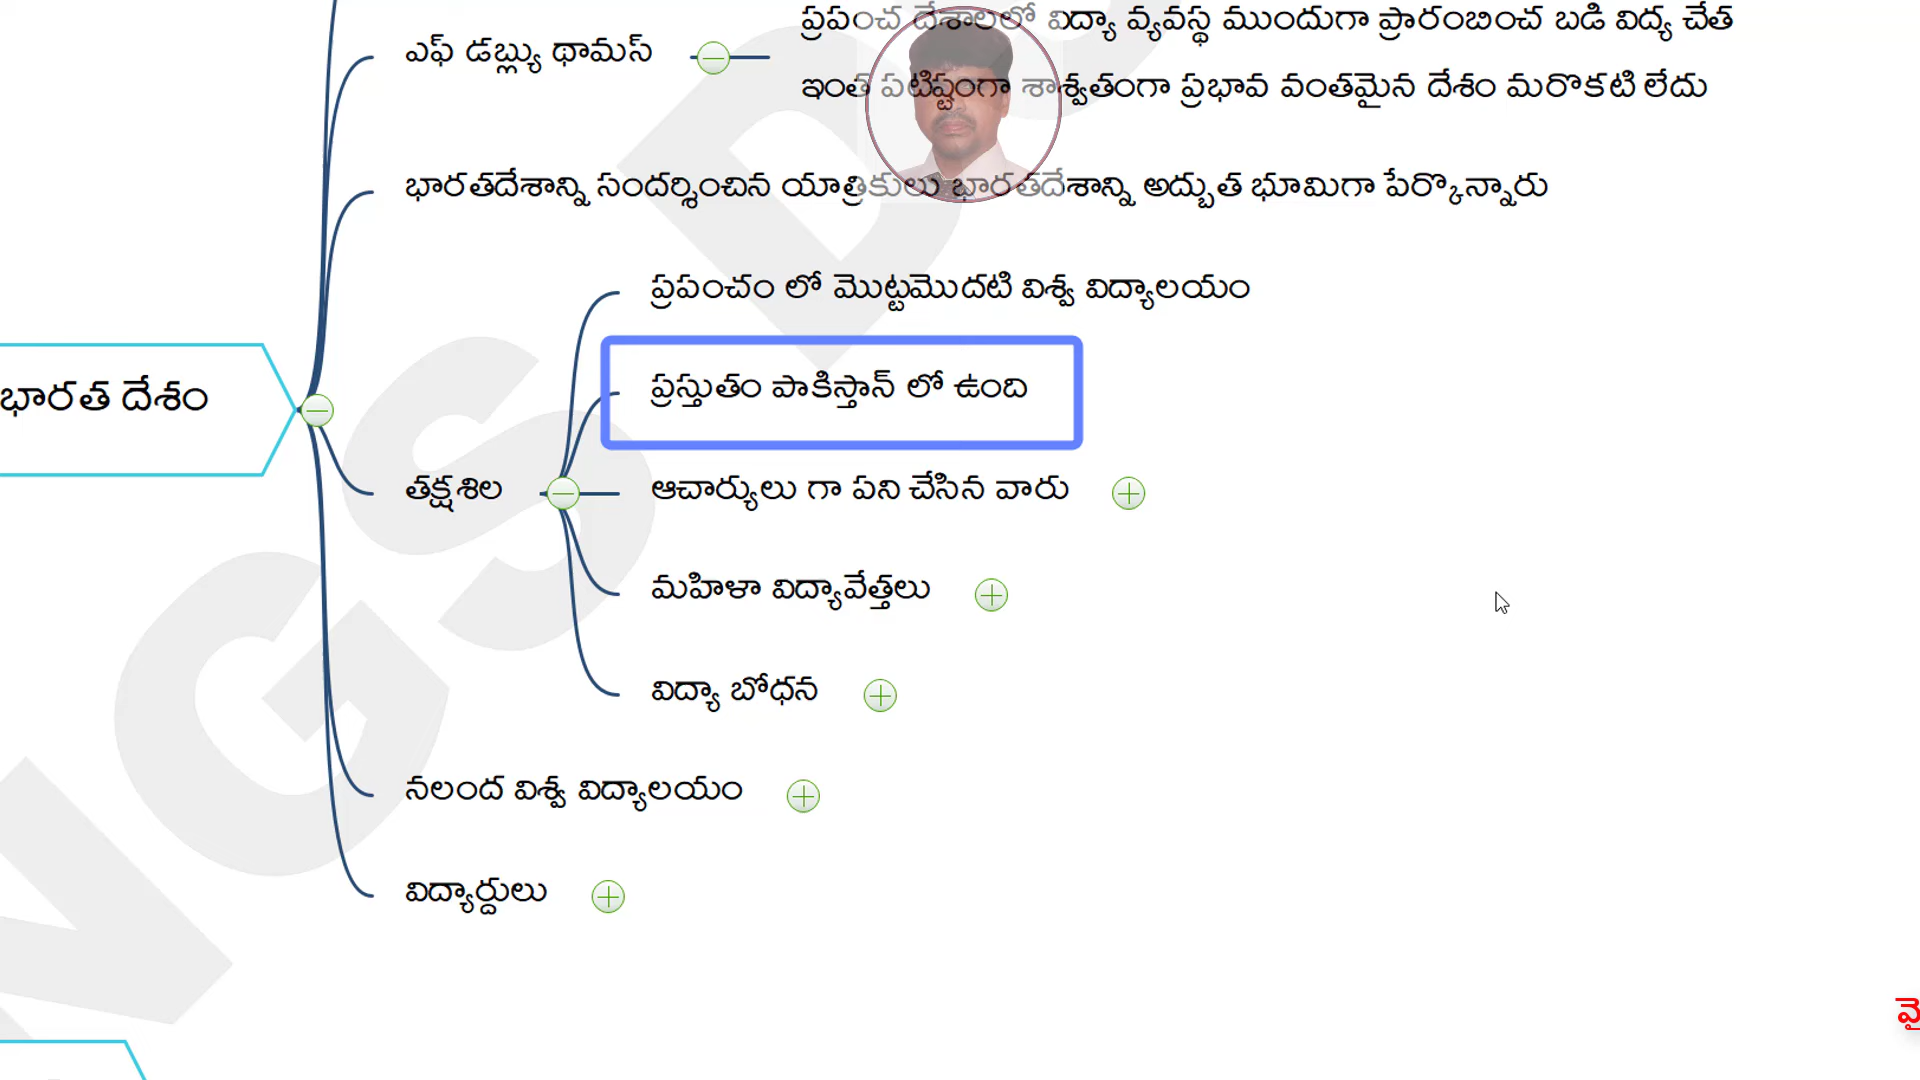 ప్రపంచ దేశాలలో విద్యా వ్యవస్థ ముందుగా ప్రారంబించ బడి విద్య చేత
ఎఫ్ డబ్ల్యు థామస్
ఇంత పటిష్టంగా శాశ్వతంగా ప్రభావ వంతమైన దేశం మరొకటి లేదు
భారతదేశాన్ని సందర్శించిన యాత్రికులు భారతదేశాన్ని అద్బుత భూమిగా పేర్కొన్నారు
ప్రపంచం లో మొట్టమొదటి విశ్వ విద్యాలయం
ప్రస్తుతం పాకిస్తాన్ లో ఉంది
భారత దేశం
తక్షశిల
ఆచార్యులు గా పని చేసిన వారు
మహిళా విద్యావేత్తలు
విద్యా బోధన
నలంద విశ్వ విద్యాలయం
విద్యార్దులు
NGS